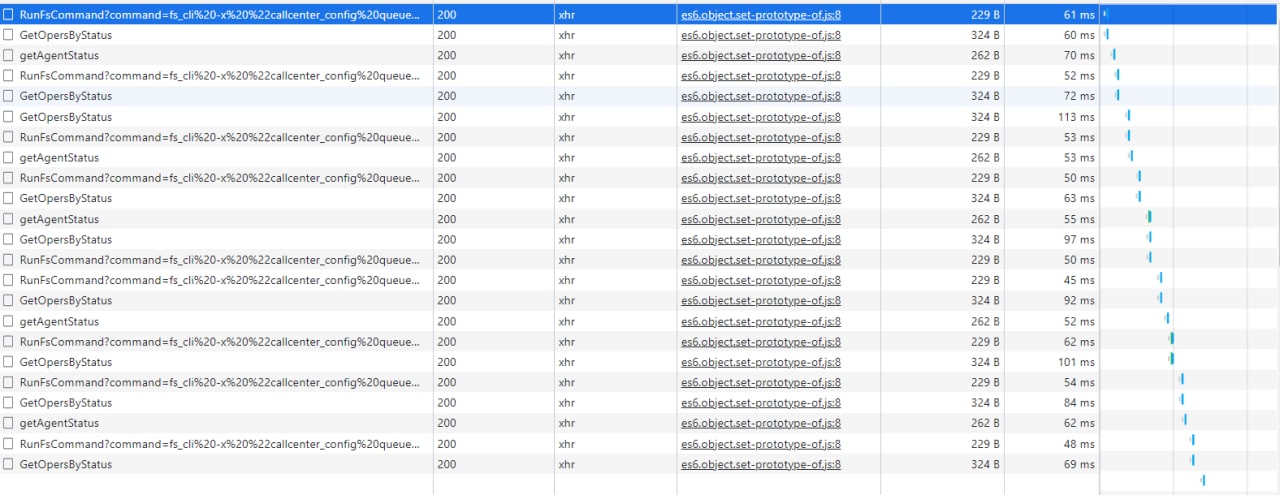 RunFsCommand?command=fs_cli%20-x%20%22callcenter_config%20queue... 200 xhr es6.object.set-prototype-of.js:8 229 B 61 ms
GetOpersByStatus 200 xhr es6.object.set-prototype-of.js:8 324 B 60 ms
getAgentStatus 200 xhr es6.object.set-prototype-of.js:8 262 B 70 ms
RunFsCommand?command=fs_cli%20-x%20%22callcenter_config%20queue... 200 xhr es6.object.set-prototype-of.js:8 229 B 52 ms
GetOpersByStatus 200 xhr es6.object.set-prototype-of.js:8 324 B 72 ms
GetOpersByStatus 200 xhr es6.object.set-prototype-of.js:8 324 B 113 ms
RunFsCommand?command=fs_cli%20-x%20%22callcenter_config%20queue... 200 xhr es6.object.set-prototype-of.js:8 229 B 53 ms
getAgentStatus 200 xhr es6.object.set-prototype-of.js:8 262 B 53 ms
RunFsCommand?command=fs_cli%20-x%20%22callcenter_config%20queue... 200 xhr es6.object.set-prototype-of.js:8 229 B 50 ms
GetOpersByStatus 200 xhr es6.object.set-prototype-of.js:8 324 B 63 ms
getAgentStatus 200 xhr es6.object.set-prototype-of.js:8 262 B 55 ms
GetOpersByStatus 200 xhr es6.object.set-prototype-of.js:8 324 B 97 ms
RunFsCommand?command=fs_cli%20-x%20%22callcenter_config%20queue... 200 xhr es6.object.set-prototype-of.js:8 229 B 50 ms
RunFsCommand?command=fs_cli%20-x%20%22callcenter_config%20queue... 200 xhr es6.object.set-prototype-of.js:8 229 B 45 ms
GetOpersByStatus 200 xhr es6.object.set-prototype-of.js:8 324 B 92 ms
getAgentStatus 200 xhr es6.object.set-prototype-of.js:8 262 B 52 ms
RunFsCommand?command=fs_cli%20-x%20%22callcenter_config%20queue... 200 xhr es6.object.set-prototype-of.js:8 229 B 62 ms
GetOpersByStatus 200 xhr es6.object.set-prototype-of.js:8 324 B 101 ms
RunFsCommand?command=fs_cli%20-x%20%22callcenter_config%20queue... 200 xhr es6.object.set-prototype-of.js:8 229 B 54 ms
GetOpersByStatus 200 xhr es6.object.set-prototype-of.js:8 324 B 84 ms
getAgentStatus 200 xhr es6.object.set-prototype-of.js:8 262 B 62 ms
RunFsCommand?command=fs_cli%20-x%20%22callcenter_config%20queue... 200 xhr es6.object.set-prototype-of.js:8 229 B 48 ms
GetOpersByStatus 200 xhr es6.object.set-prototype-of.js:8 324 B 69 ms